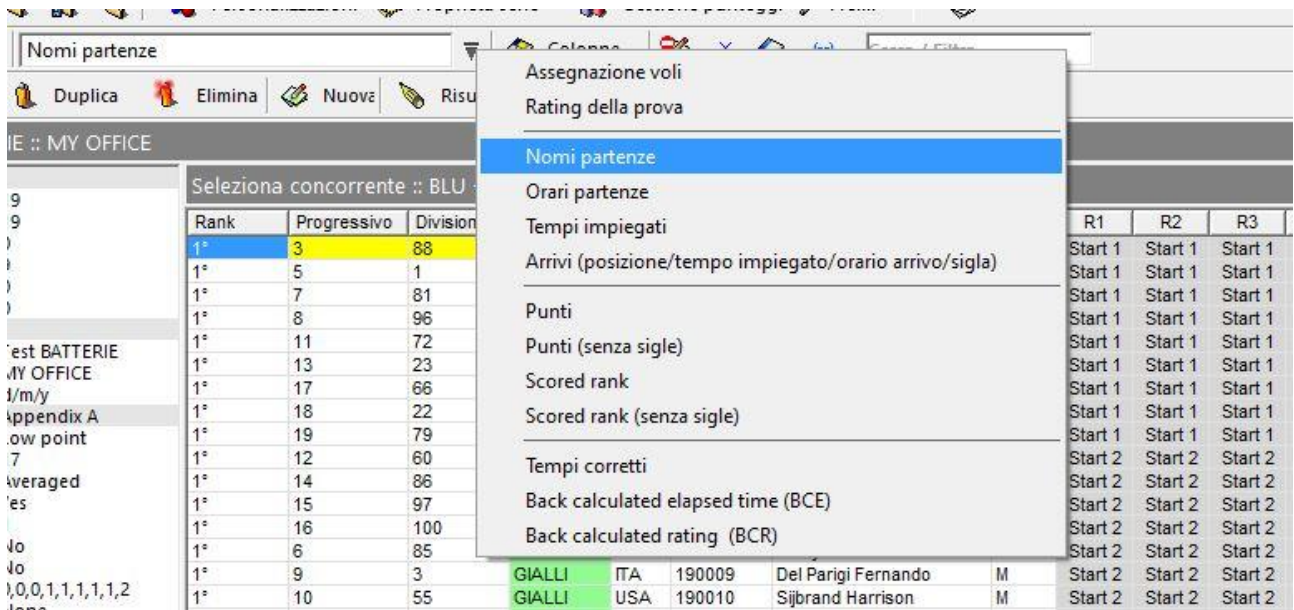 Nomi partenze
Colonne
Duplica Elimina Nuova Risu
IE :: MY OFFICE
Seleziona concorrente :: BLU
Assegnazione voli
Rating della prova
Nomi partenze
Orari partenze
Tempi impiegati
Arrivi (posizione/tempo impiegato/orario arrivo/sigla)
Punti
Punti (senza sigle)
Scored rank
Scored rank (senza sigle)
Tempi corretti
Back calculated elapsed time (BCE)
Back calculated rating (BCR)
9
9
est BATTERIE
MY OFFICE
d/m/y
Appendix A
ow point
7
Averaged
es
No
No
0,0,0,1,1,1,1,1,2
Rank Progressivo Division R1 R2 R3
1° 3 88 Start 1 Start 1 Start 1
1° 5 1 Start 1 Start 1 Start 1
1° 7 81 Start 1 Start 1 Start 1
1° 8 96 Start 1 Start 1 Start 1
1° 11 72 Start 1 Start 1 Start 1
1° 13 23 Start 1 Start 1 Start 1
1° 17 66 Start 1 Start 1 Start 1
1° 18 22 Start 1 Start 1 Start 1
1° 19 79 Start 1 Start 1 Start 1
1° 12 60 Start 2 Start 2 Start 2
1° 14 86 Start 2 Start 2 Start 2
1° 15 97 Start 2 Start 2 Start 2
1° 16 100 Start 2 Start 2 Start 2
1° 6 85 Start 2 Start 2 Start 2
1° 9 3 GIALLI ITA 190009 Del Parigi Fernando M Start 2 Start 2 Start 2
1° 10 55 GIALLI USA 190010 Sijbrand Harrison M Start 2 Start 2 Start 2